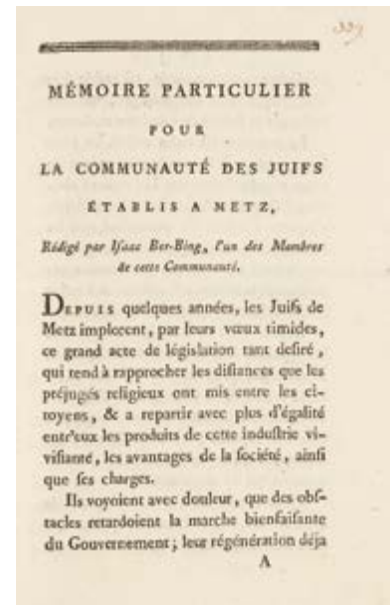 339
MÉMOIRE PARTICULIER
POUR
LA COMMUNAUTÉ DES JUIFS
ÉTABLIS A METZ,
Rédigé par Isaac Ber-Bing, l'un des Membres
de cette Communauté.
DEPUIS quelques années, les Juifs de
Metz implorent, par leurs vœux timides,
ce grand acte de législation tant desiré,
qui tend à rapprocher les distances que les
préjugés religieux ont mis entre les ci-
toyens, & a repartir avec plus d'égalité
entr'eux les produits de cette industrie vi-
vifiante, les avantages de la société, ainsi
que ses charges.
Ils voyoient avec douleur, que des obs-
tacles retardoient la marche bienfaisante
du Gouvernement; leur régénération déja
A